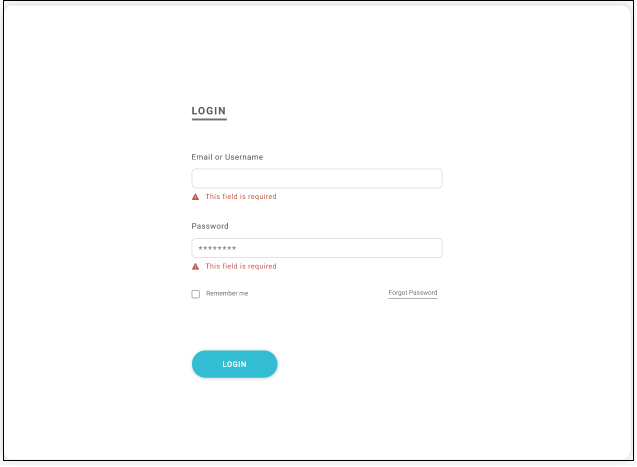 LOGIN
Email or Username
This field is required
Password
********
This field is required
Remember me
Forgot Password
LOGIN